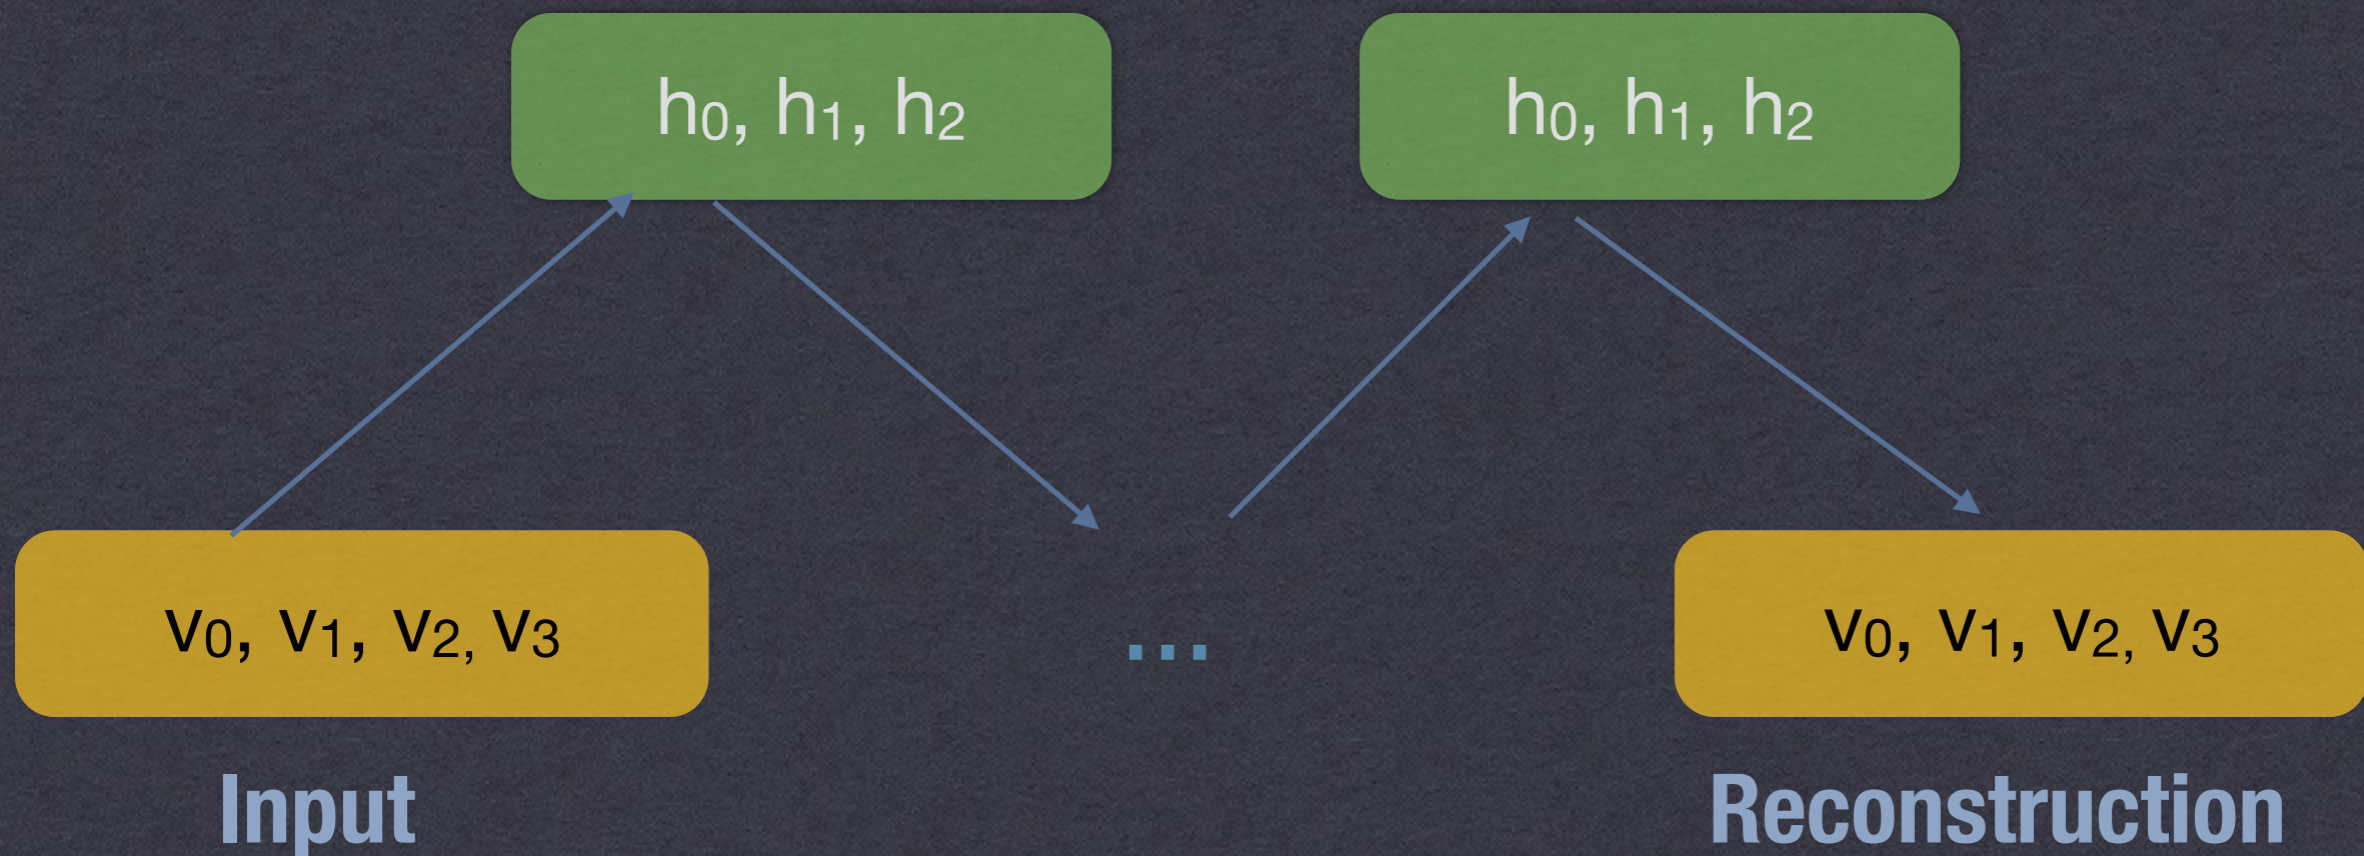 h₀, h₁, h₂
h₀, h₁, h₂
v₀, v₁, v₂, v₃
...
v₀, v₁, v₂, v₃
Input
Reconstruction